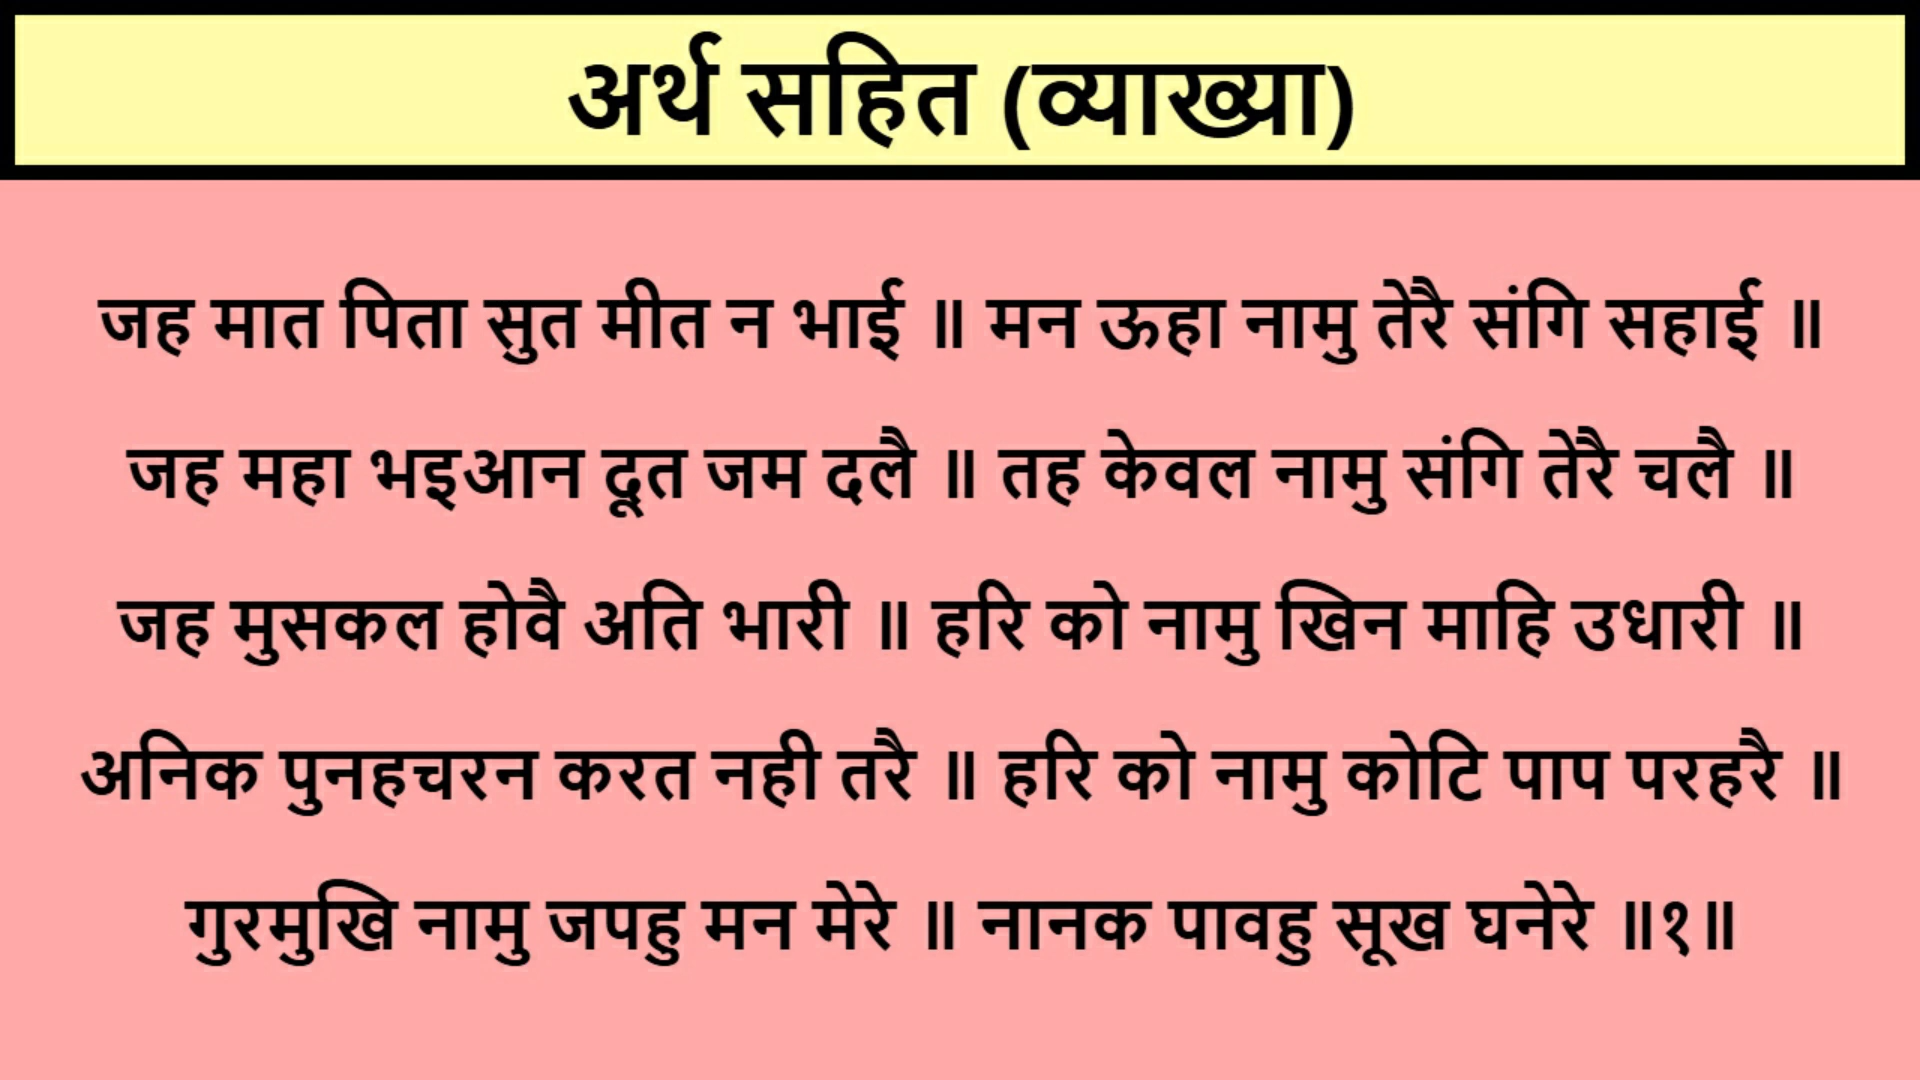 अर्थ सहित (व्याख्या)
जह मात पिता सुत मीत न भाई ॥ मन ऊहा नामु तेरै संगि सहाई ॥
जह महा भइआन दूत जम दलै ॥ तह केवल नामु संगि तेरै चलै ॥
जह मुसकल होवै अति भारी ॥ हरि को नामु खिन माहि उधारी ॥
अनिक पुनहचरन करत नही तरै ॥ हरि को नामु कोटि पाप परहरै ॥
गुरमुखि नामु जपहु मन मेरे ॥ नानक पावहु सूख घनेरे ॥१॥